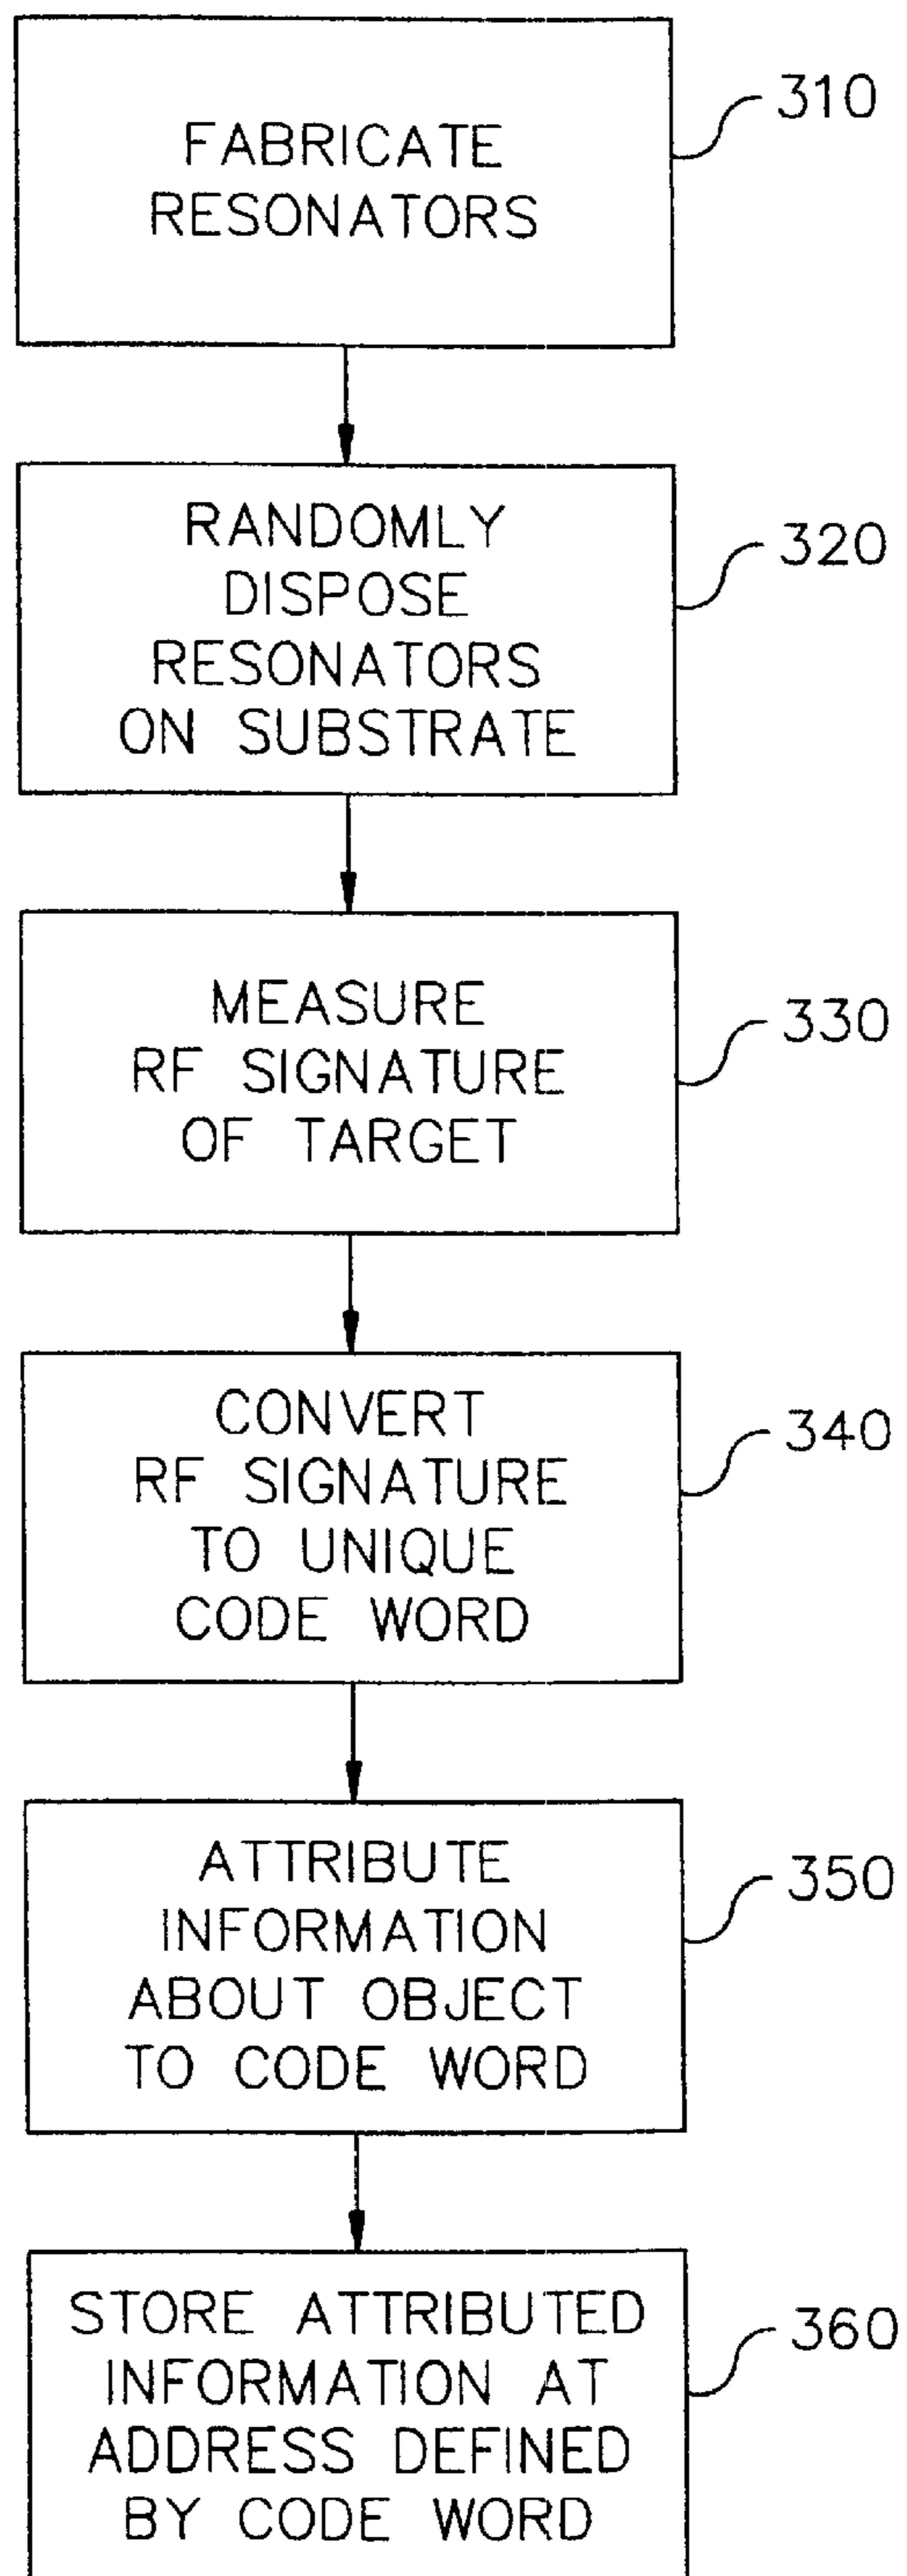 FABRICATE
RESONATORS
310
RANDOMLY
DISPOSE
RESONATORS
ON SUBSTRATE
320
MEASURE
RF SIGNATURE
OF TARGET
330
CONVERT
RF SIGNATURE
TO UNIQUE
CODE WORD
340
ATTRIBUTE
INFORMATION
ABOUT OBJECT
TO CODE WORD
350
STORE ATTRIBUTED
INFORMATION AT
ADDRESS DEFINED
BY CODE WORD
360